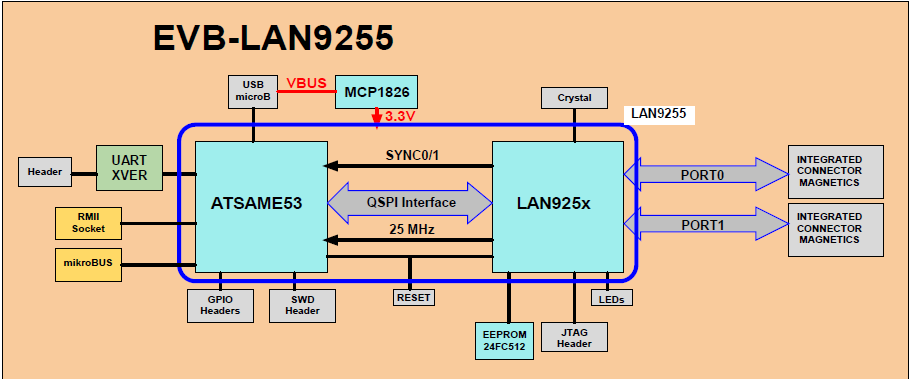 EVB-LAN9255
USB
microB
VBUS
MCP1826
3.3V
Crystal
LAN9255
Header
UART
XVER
ATSAME53
SYNC0/1
QSPI Interface
25 MHz
LAN925x
PORT0
INTEGRATED
CONNECTOR
MAGNETICS
PORT1
INTEGRATED
CONNECTOR
MAGNETICS
RMII
Socket
mikroBUS
GPIO
Headers
SWD
Header
RESET
LEDs
EEPROM
24FC512
JTAG
Header